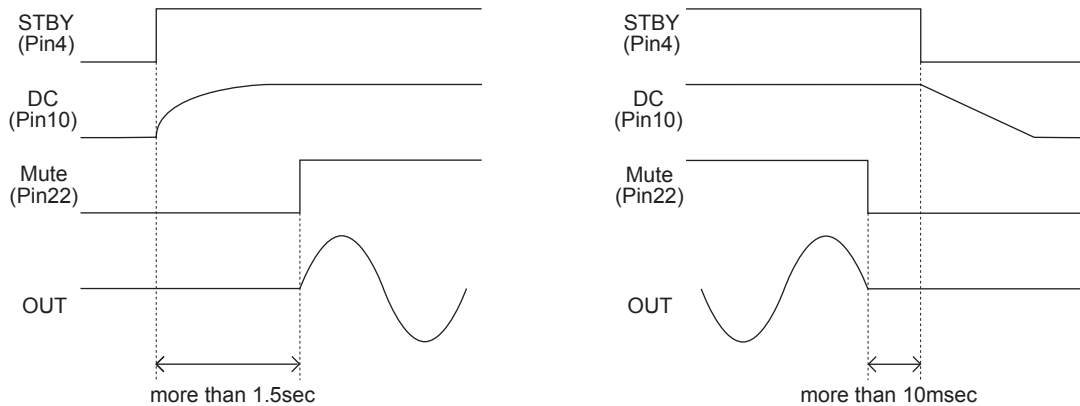 STBY
(Pin4)
DC
(Pin10)
Mute
(Pin22)
OUT
more than 1.5sec
STBY
(Pin4)
DC
(Pin10)
Mute
(Pin22)
OUT
more than 10msec